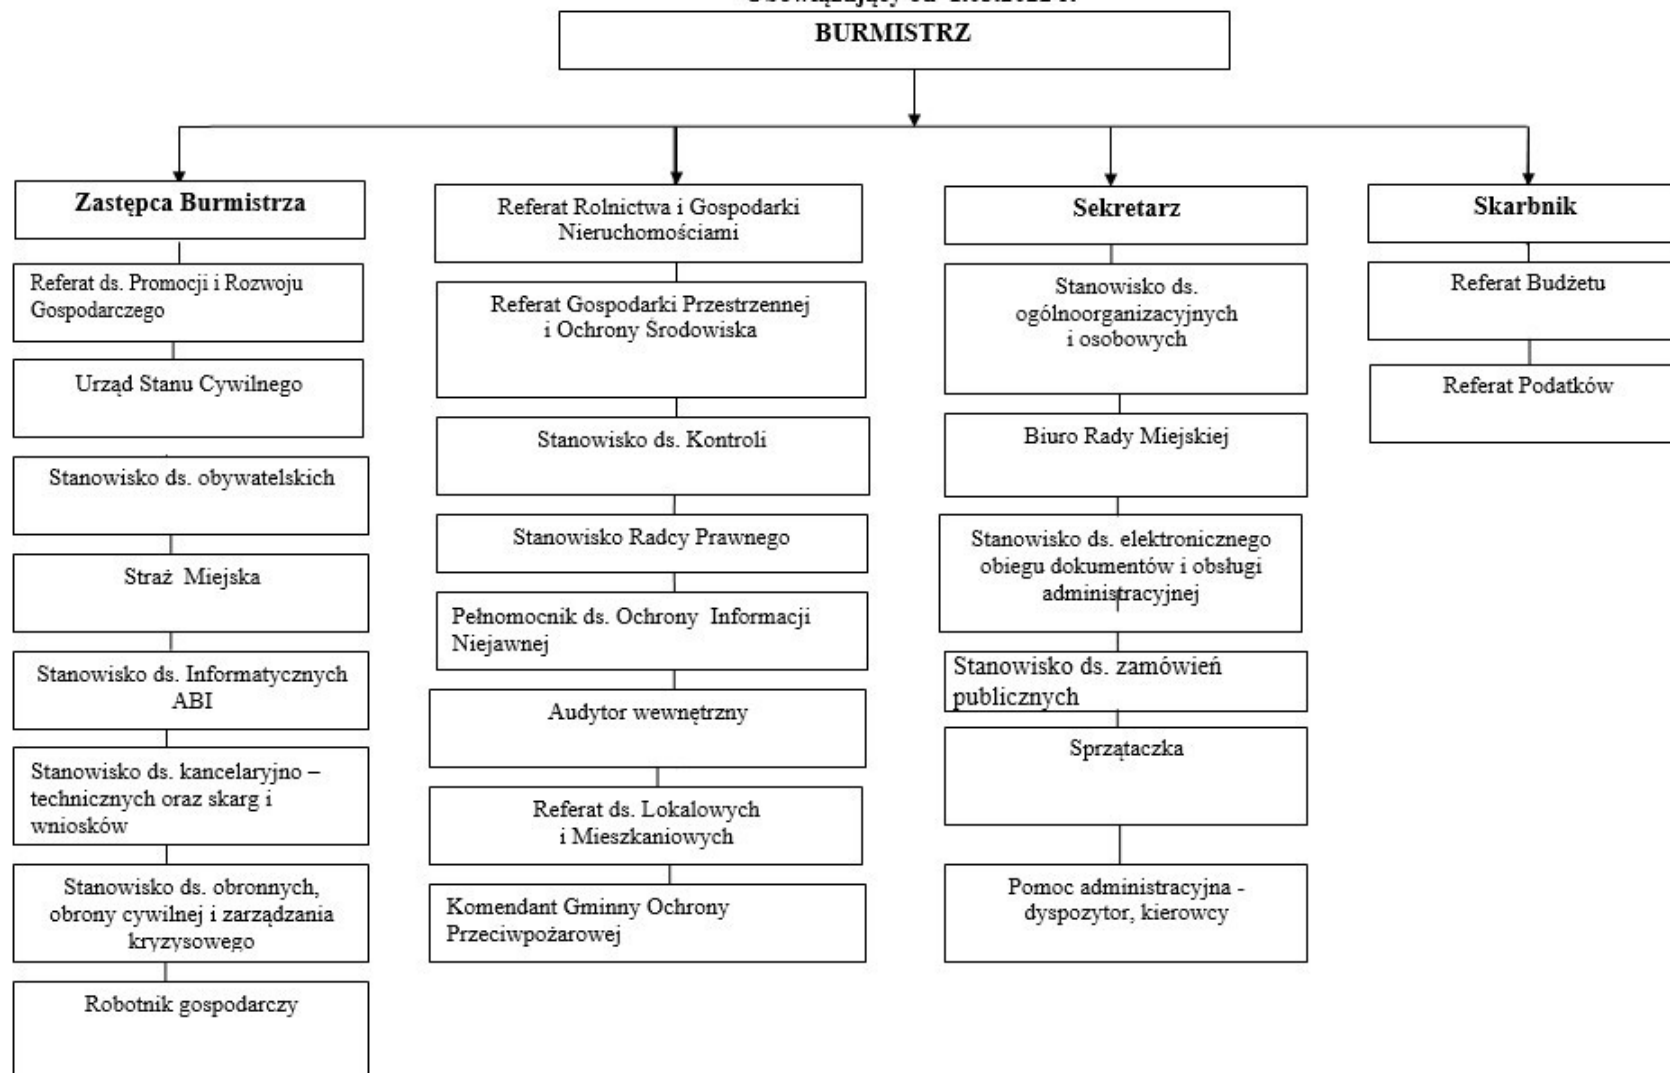 BURMISTRZ
Zastępca Burmistrza
Referat ds. Promocji i Rozwoju
Gospodarczego
Urząd Stanu Cywilnego
Stanowisko ds. obywatelskich
Straż Miejska
Stanowisko ds. Informatycznych
ABI
Stanowisko ds. kancelaryjno –
technicznych oraz skarg i
wniosków
Stanowisko ds. obronnych,
obrony cywilnej i zarządzania
kryzysowego
Robotnik gospodarczy
Referat Rolnictwa i Gospodarki
Nieruchomościami
Referat Gospodarki Przestrzennej
i Ochrony Środowiska
Stanowisko ds. Kontroli
Stanowisko Radcy Prawnego
Pełnomocnik ds. Ochrony Informacji
Niejawnej
Audytor wewnętrzny
Referat ds. Lokalowych
i Mieszkaniowych
Komendant Gminny Ochrony
Przeciwpożarowej
Sekretarz
Stanowisko ds.
ogólnoorganizacyjnych
i osobowych
Biuro Rady Miejskiej
Stanowisko ds. elektronicznego
obiegu dokumentów i obsługi
administracyjnej
Stanowisko ds. zamówień
publicznych
Sprzątaczka
Pomoc administracyjna -
dyspozytor, kierowcy
Skarbnik
Referat Budżetu
Referat Podatków